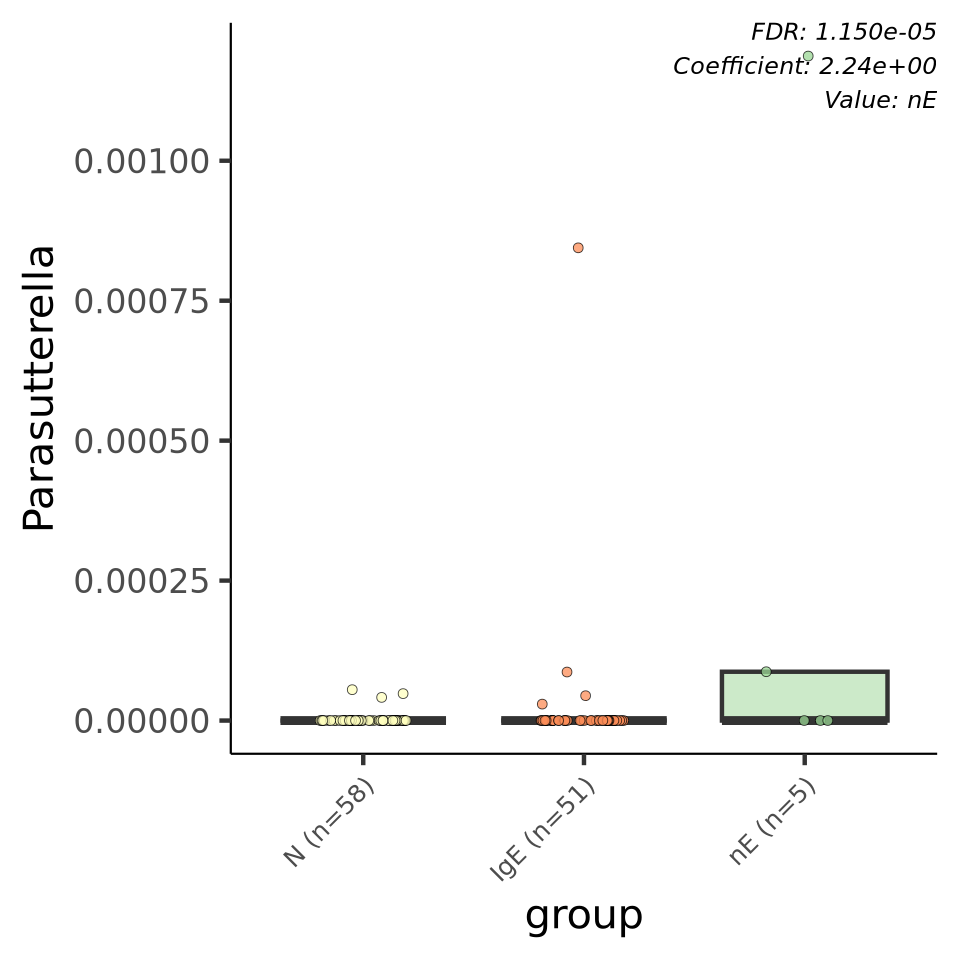 FDR: 1.150e-05
Coefficient: 2.24e+00
Value: nE
Parasutterella
0.00100
0.00075
0.00050
0.00025
0.00000
N (n=58)
IgE (n=51)
nE (n=5)
group